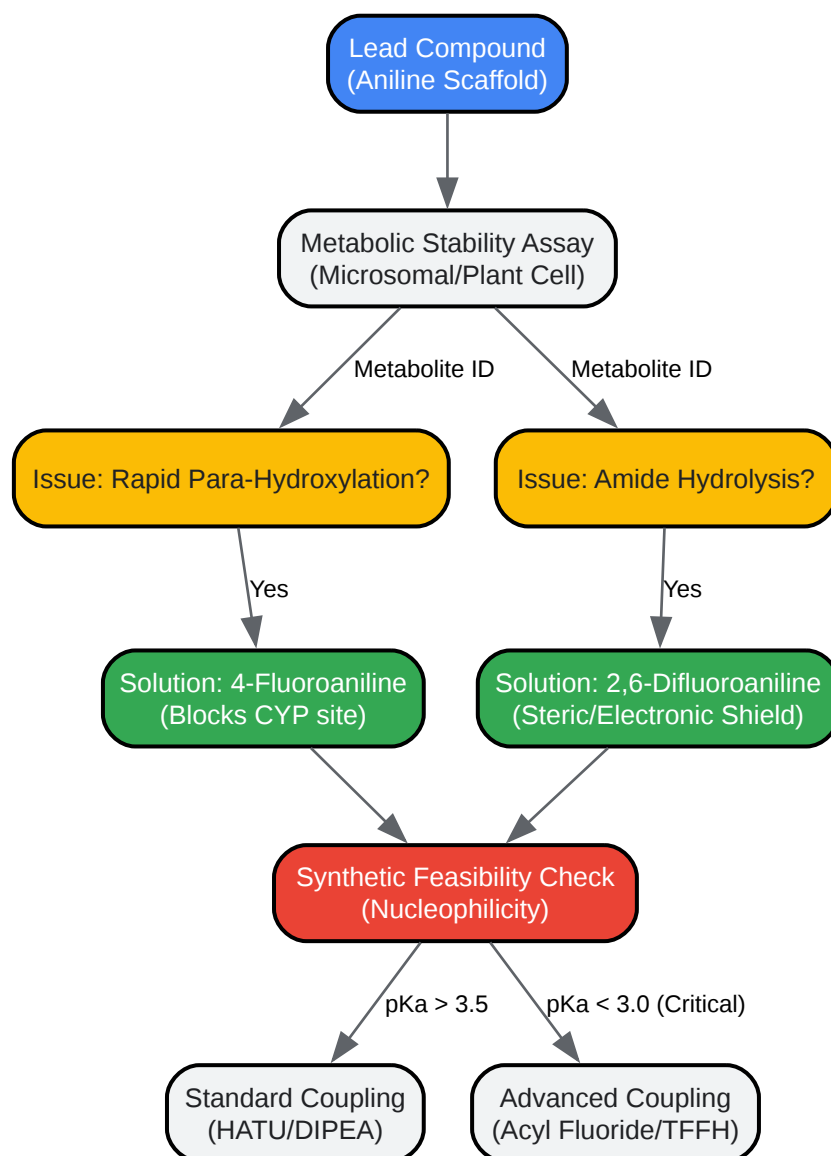 Lead Compound
(Aniline Scaffold)
Metabolic Stability Assay
(Microsomal/Plant Cell)
Metabolite ID
Metabolite ID
Issue: Rapid Para-Hydroxylation?
Issue: Amide Hydrolysis?
Yes
Yes
Solution: 4-Fluoroaniline
(Blocks CYP site)
Solution: 2,6-Difluoroaniline
(Steric/Electronic Shield)
Synthetic Feasibility Check
(Nucleophilicity)
pKa > 3.5
pKa < 3.0 (Critical)
Standard Coupling
(HATU/DIPEA)
Advanced Coupling
(Acyl Fluoride/TFFH)